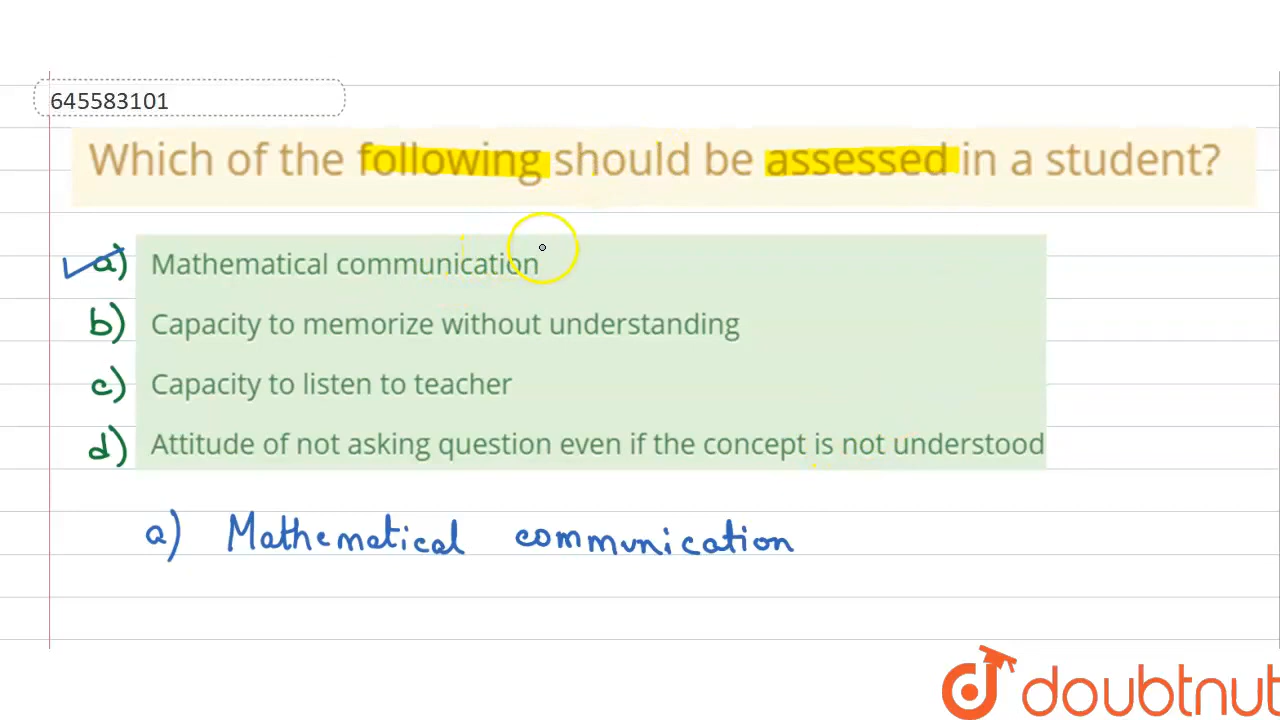 645583101
Which of the following should be assessed in a student?
a) Mathematical communication
b) Capacity to memorize without understanding
c) Capacity to listen to teacher
d) Attitude of not asking question even if the concept is not understood
a) Mathematical communication
doubtnut